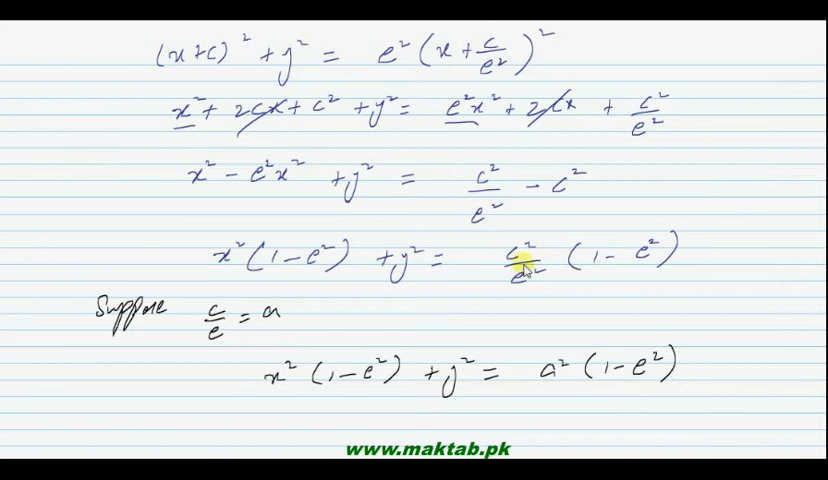 (x+c)² + y² = e² (x + c/e²)²
x² + 2cx + c² + y² = e²x² + 2cx + c²/e²
x² - e²x² + y² = c²/e² - c²
x² (1-e²) + y² = c²/e² (1- e²)
Suppose c/e = a
x² (1-e²) + y² = a² (1-e²)
www.maktab.pk